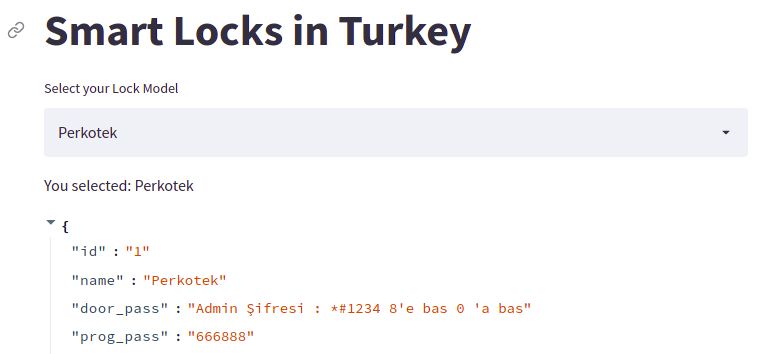 Smart Locks in Turkey
Select your Lock Model
Perkotek
You selected: Perkotek
{
"id" : "1"
"name" : "Perkotek"
"door_pass" : "Admin Şifresi : *#1234 8'e bas 0 'a bas"
"prog_pass" : "666888"